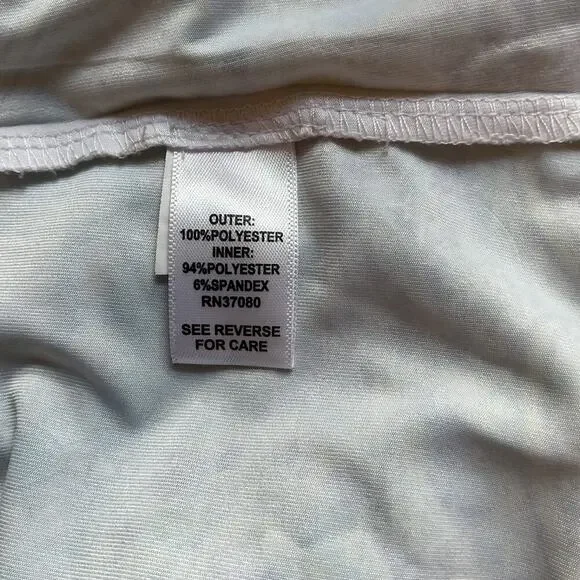 OUTER:
100%POLYESTER
INNER:
94%POLYESTER
6%SPANDEX
RN37080
SEE REVERSE
FOR CARE